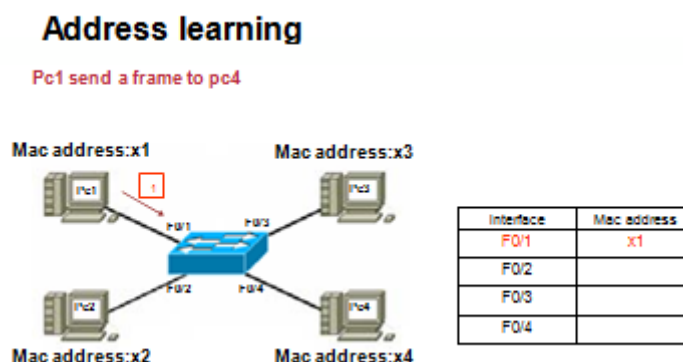 Address learning
Pc1 send a frame to pc4
Mac address:x1
Mac address:x3
Pc1
1
Pc3
F0/1
F0/3
F0/2
F0/4
Pc2
Pc4
Mac address:x2
Mac address:x4
Interface Mac address
F0/1 x1
F0/2
F0/3
F0/4